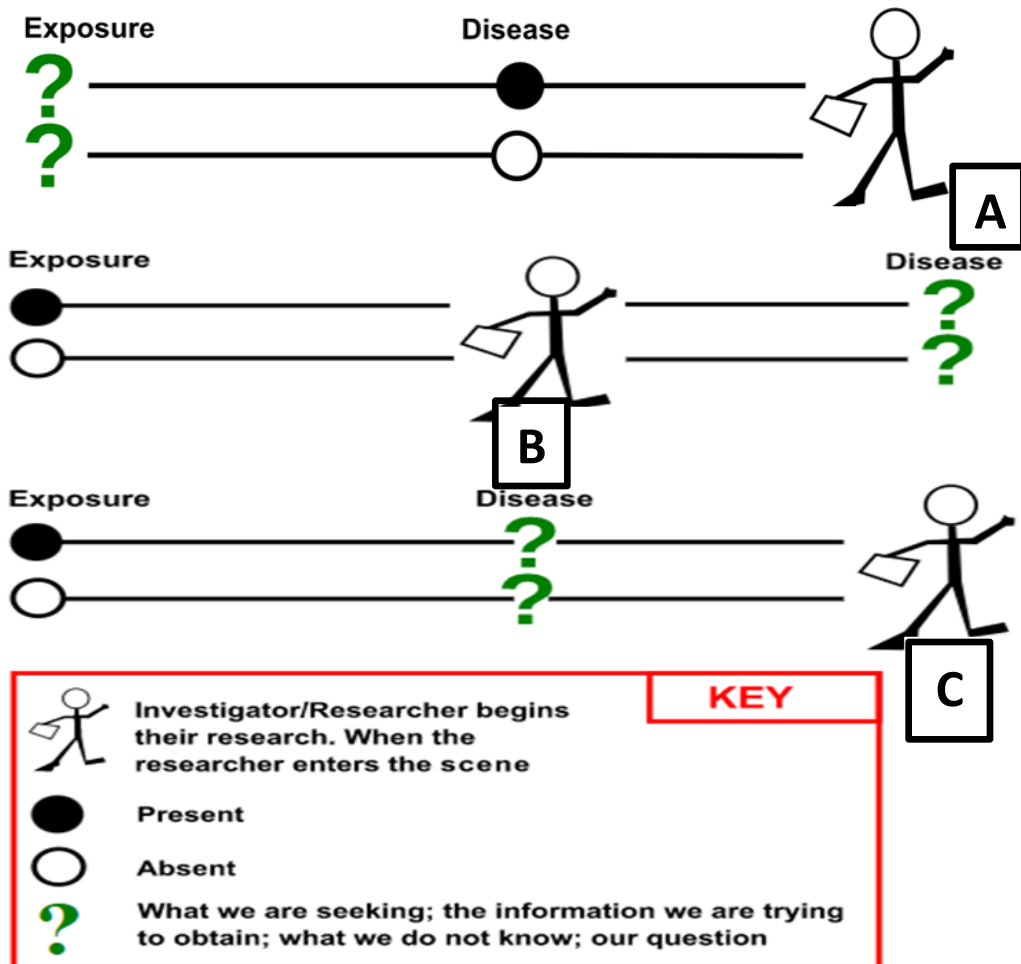 Exposure
Disease
?
?
A
Exposure
Disease
?
?
B
Exposure
Disease
?
?
C
KEY
Investigator/Researcher begins
their research. When the
researcher enters the scene
Present
Absent
?
What we are seeking; the information we are trying
to obtain; what we do not know; our question